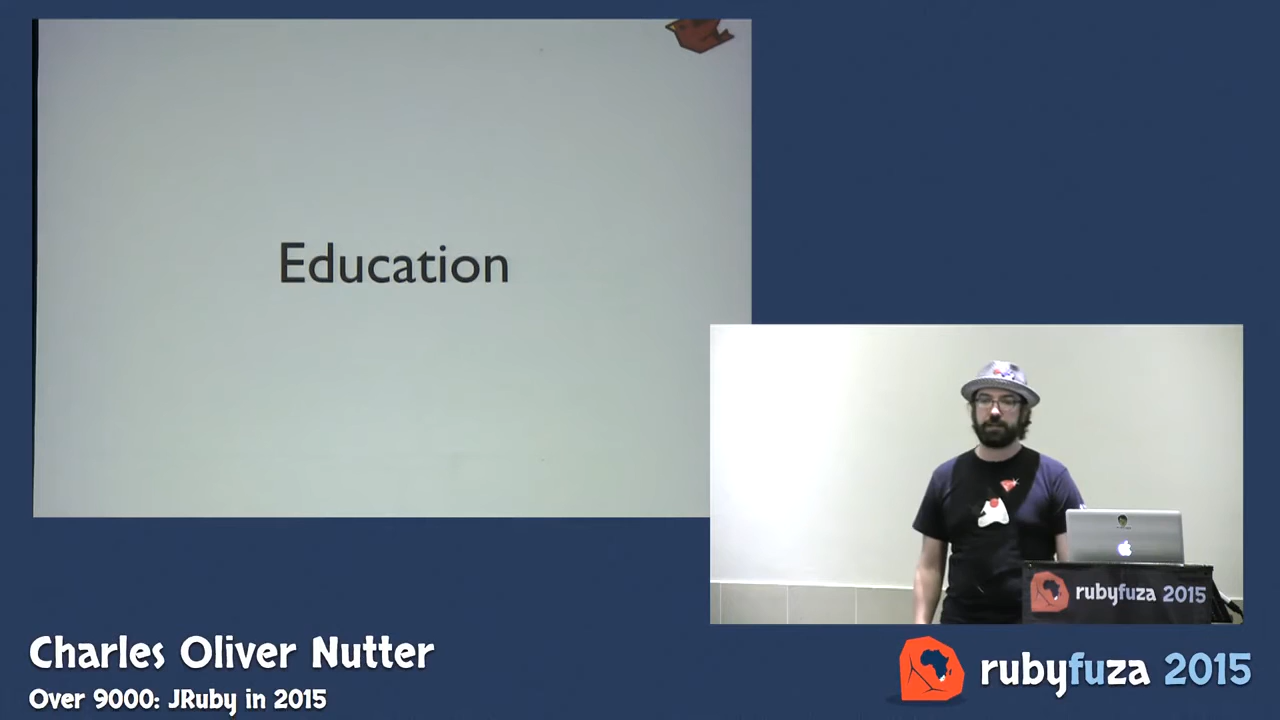 Education
rubyfuza 2015
Charles Oliver Nutter
Over 9000: JRuby in 2015
rubyfuza 2015